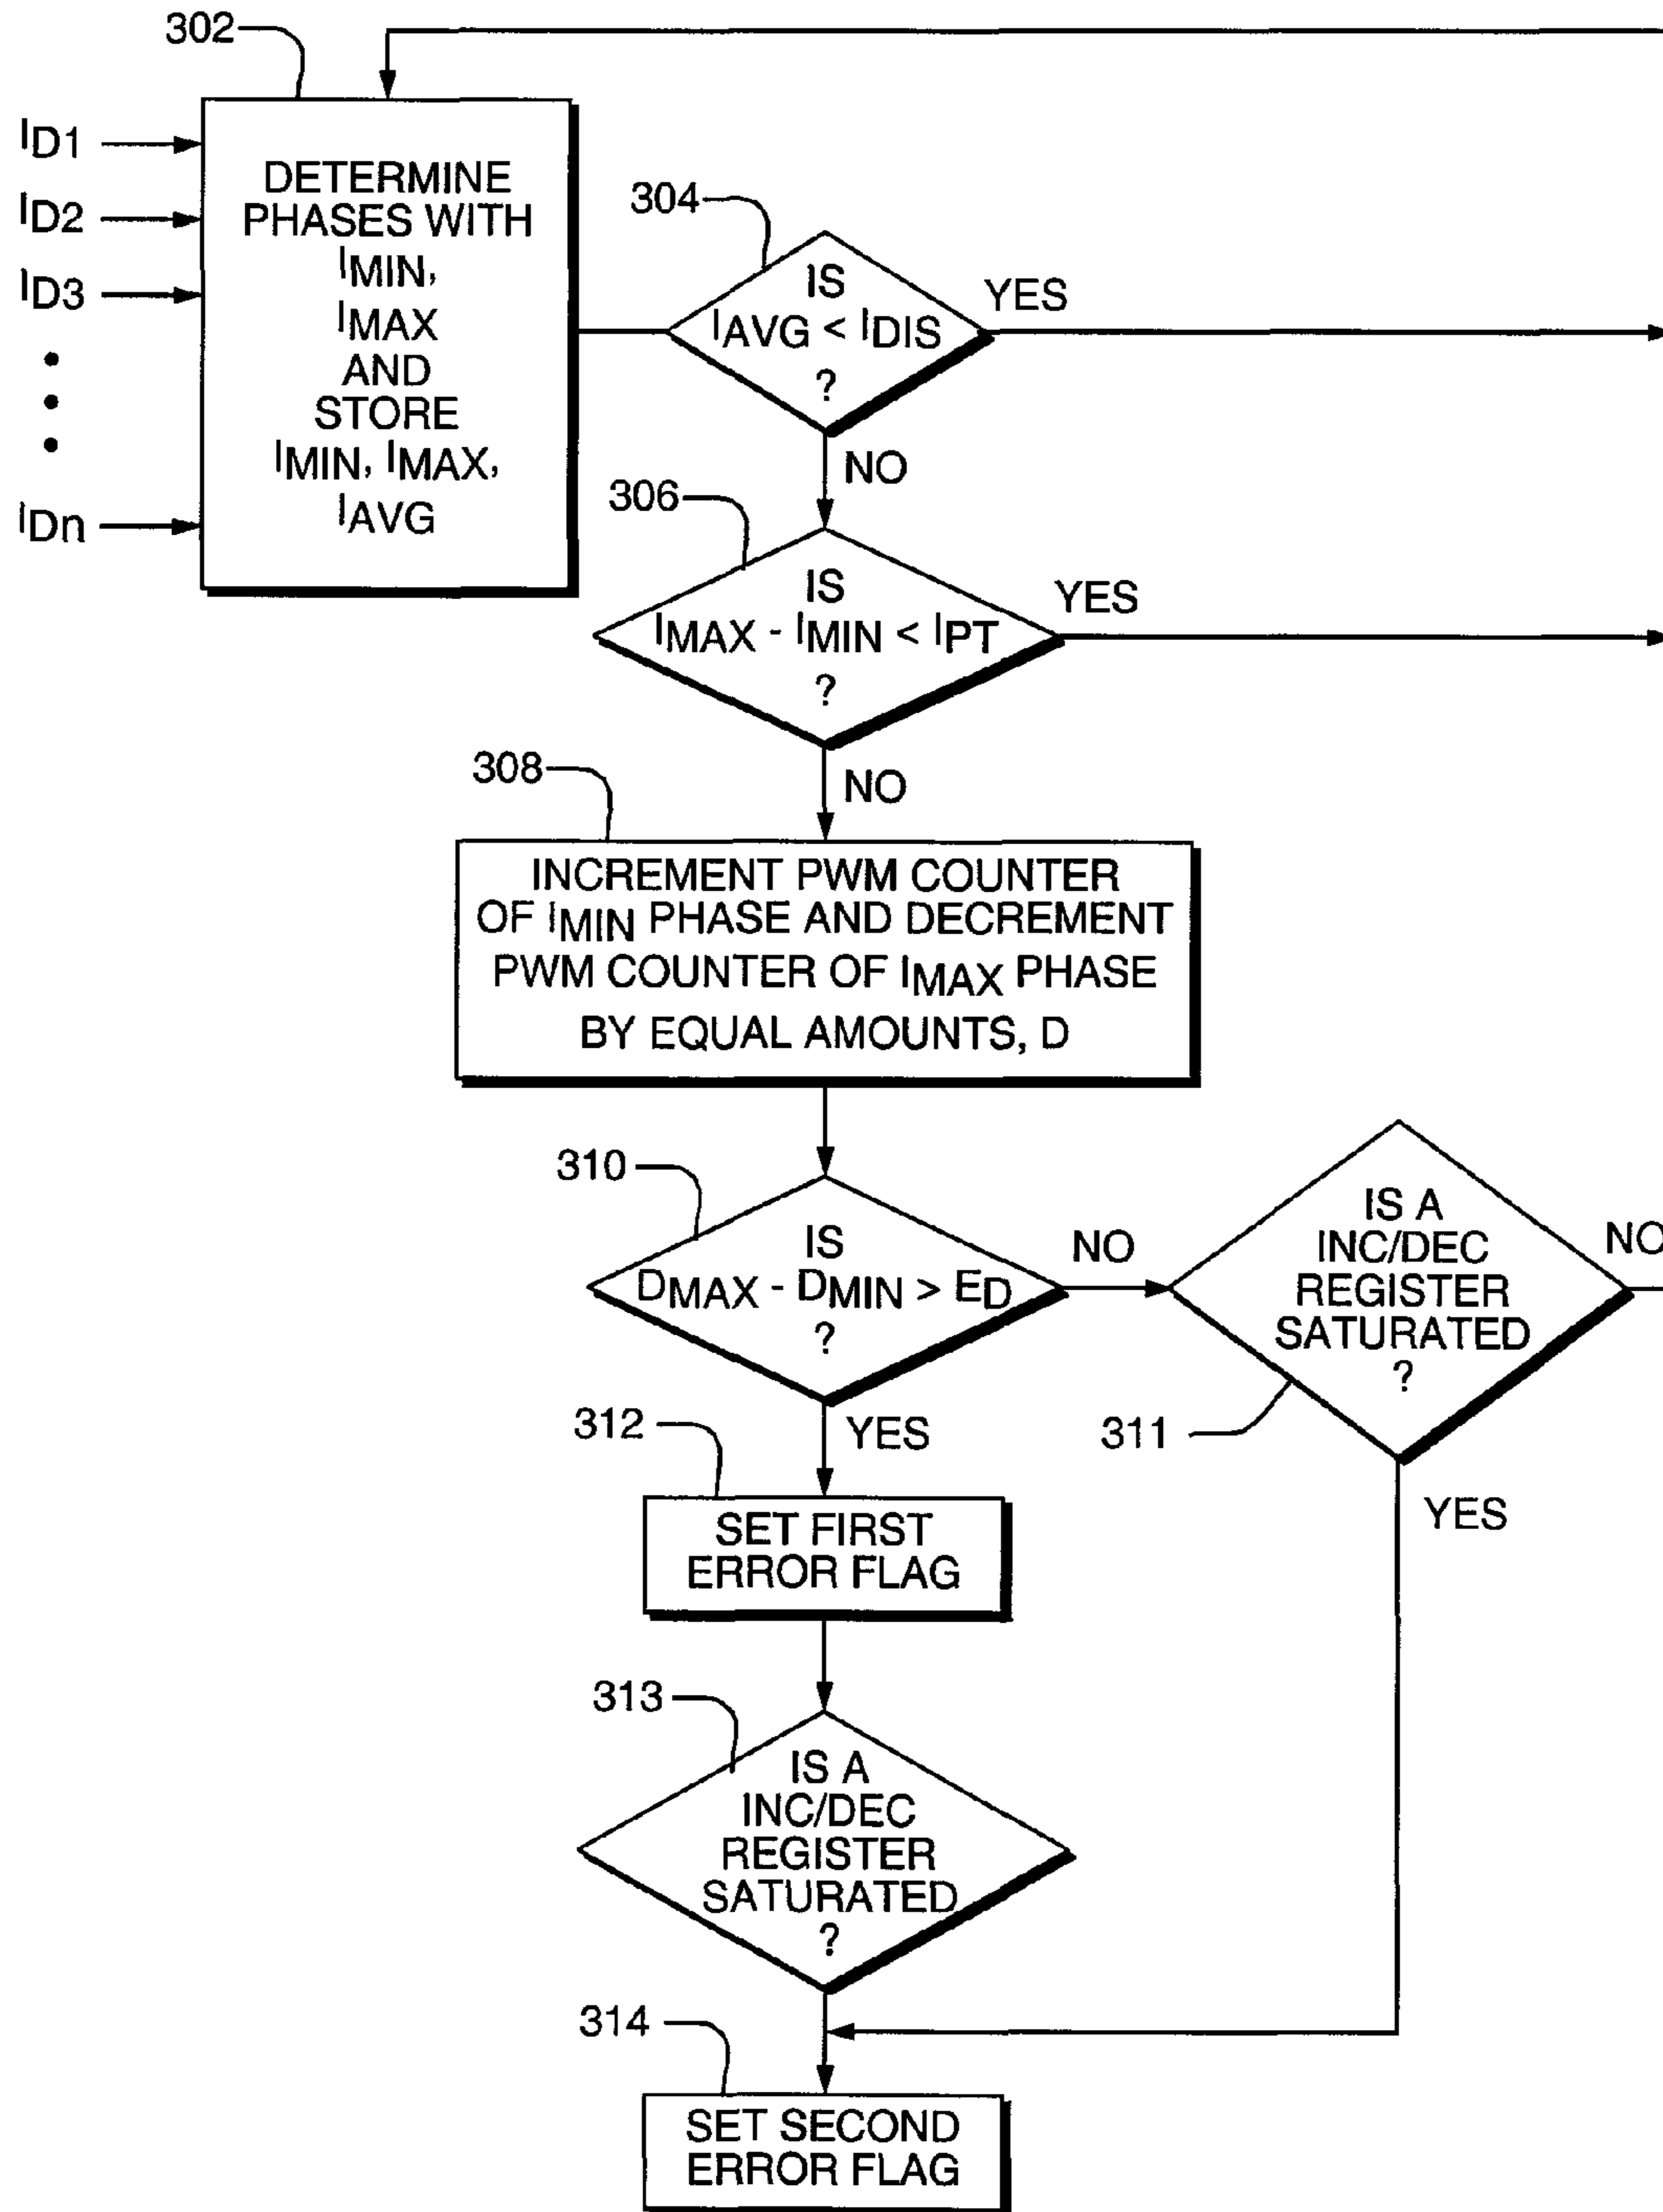 302
ID1
ID2
ID3
IDn
DETERMINE
PHASES WITH
IMIN,
IMAX
AND
STORE
IMIN, IMAX,
IAVG
304
IS
IAVG < IDIS
?
YES
NO
306
IS
IMAX - IMIN < IPT
?
YES
NO
308
INCREMENT PWM COUNTER
OF IMIN PHASE AND DECREMENT
PWM COUNTER OF IMAX PHASE
BY EQUAL AMOUNTS, D
310
IS
DMAX - DMIN > ED
?
NO
YES
IS A
INC/DEC
REGISTER
SATURATED
?
NO
311
YES
312
SET FIRST
ERROR FLAG
313
IS A
INC/DEC
REGISTER
SATURATED
?
314
SET SECOND
ERROR FLAG